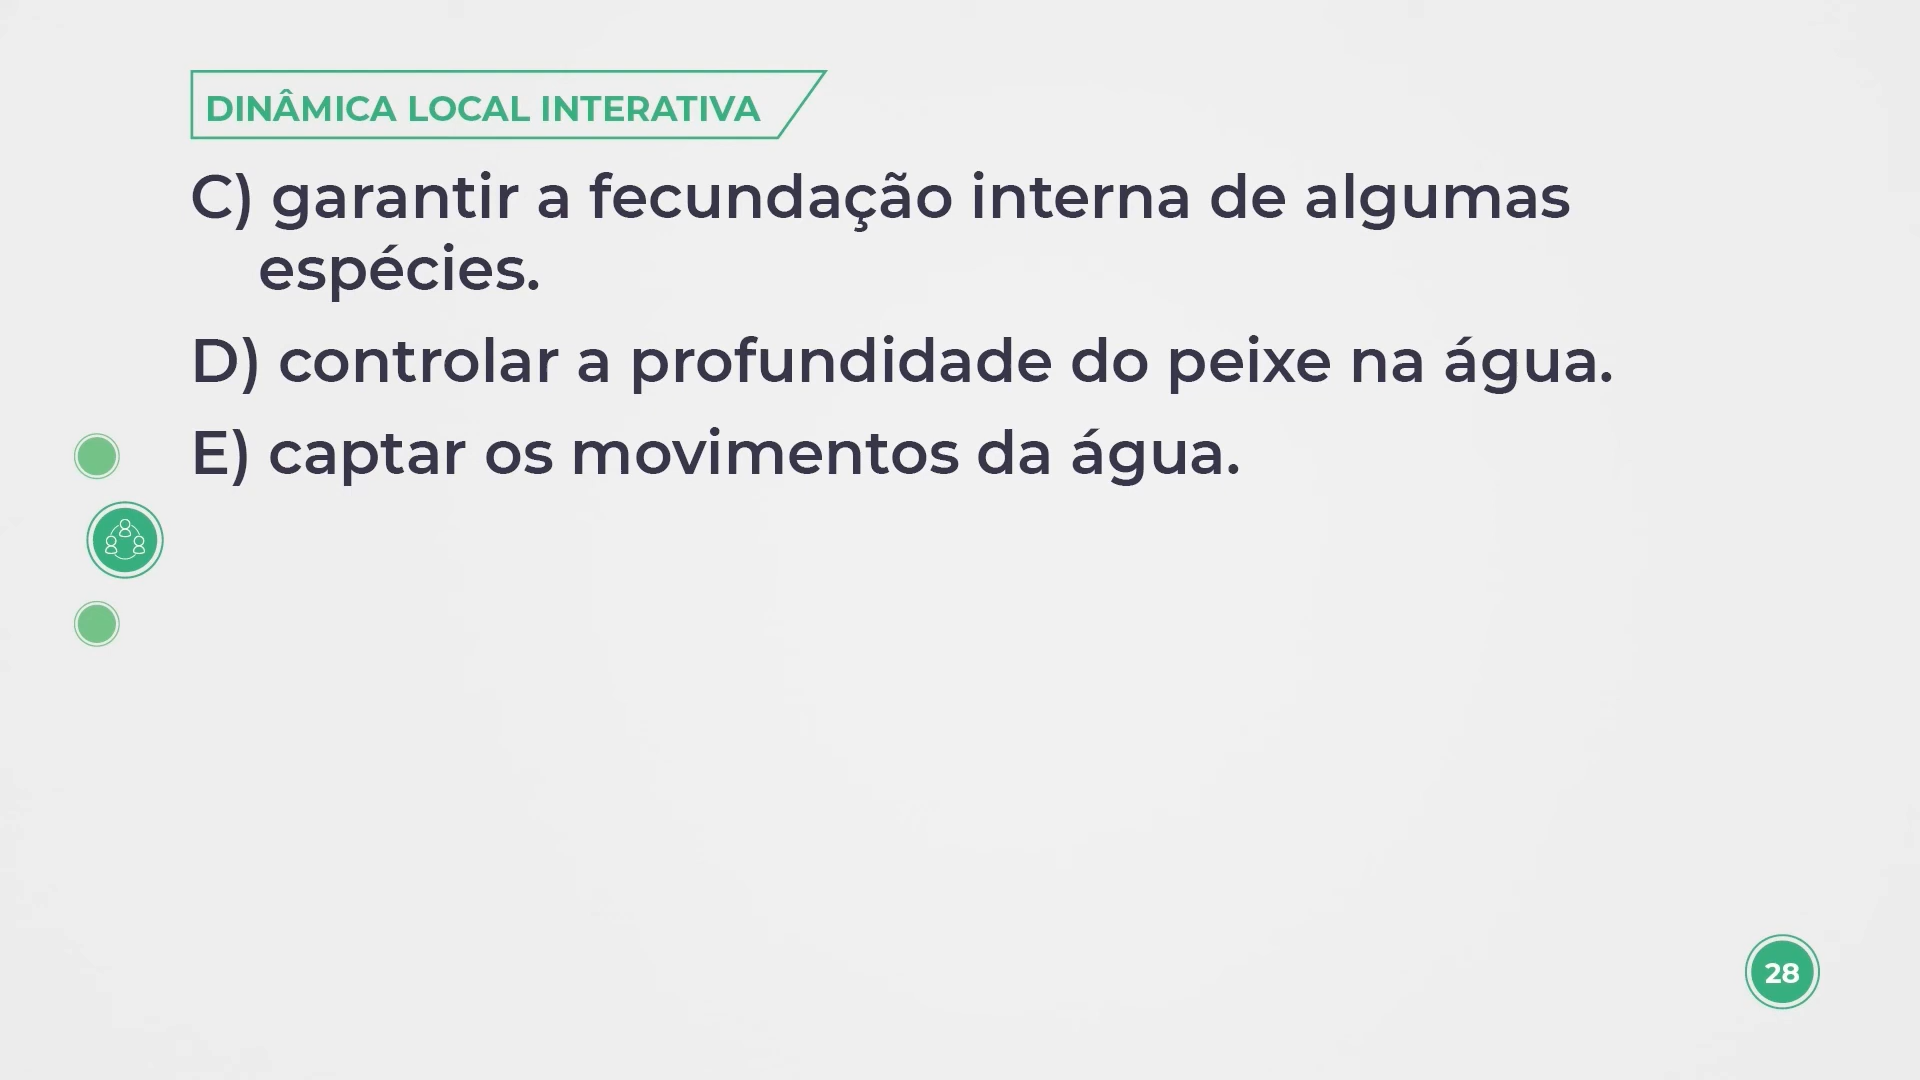 DINÂMICA LOCAL INTERATIVA
C) garantir a fecundação interna de algumas
espécies.
D) controlar a profundidade do peixe na água.
E) captar os movimentos da água.
28